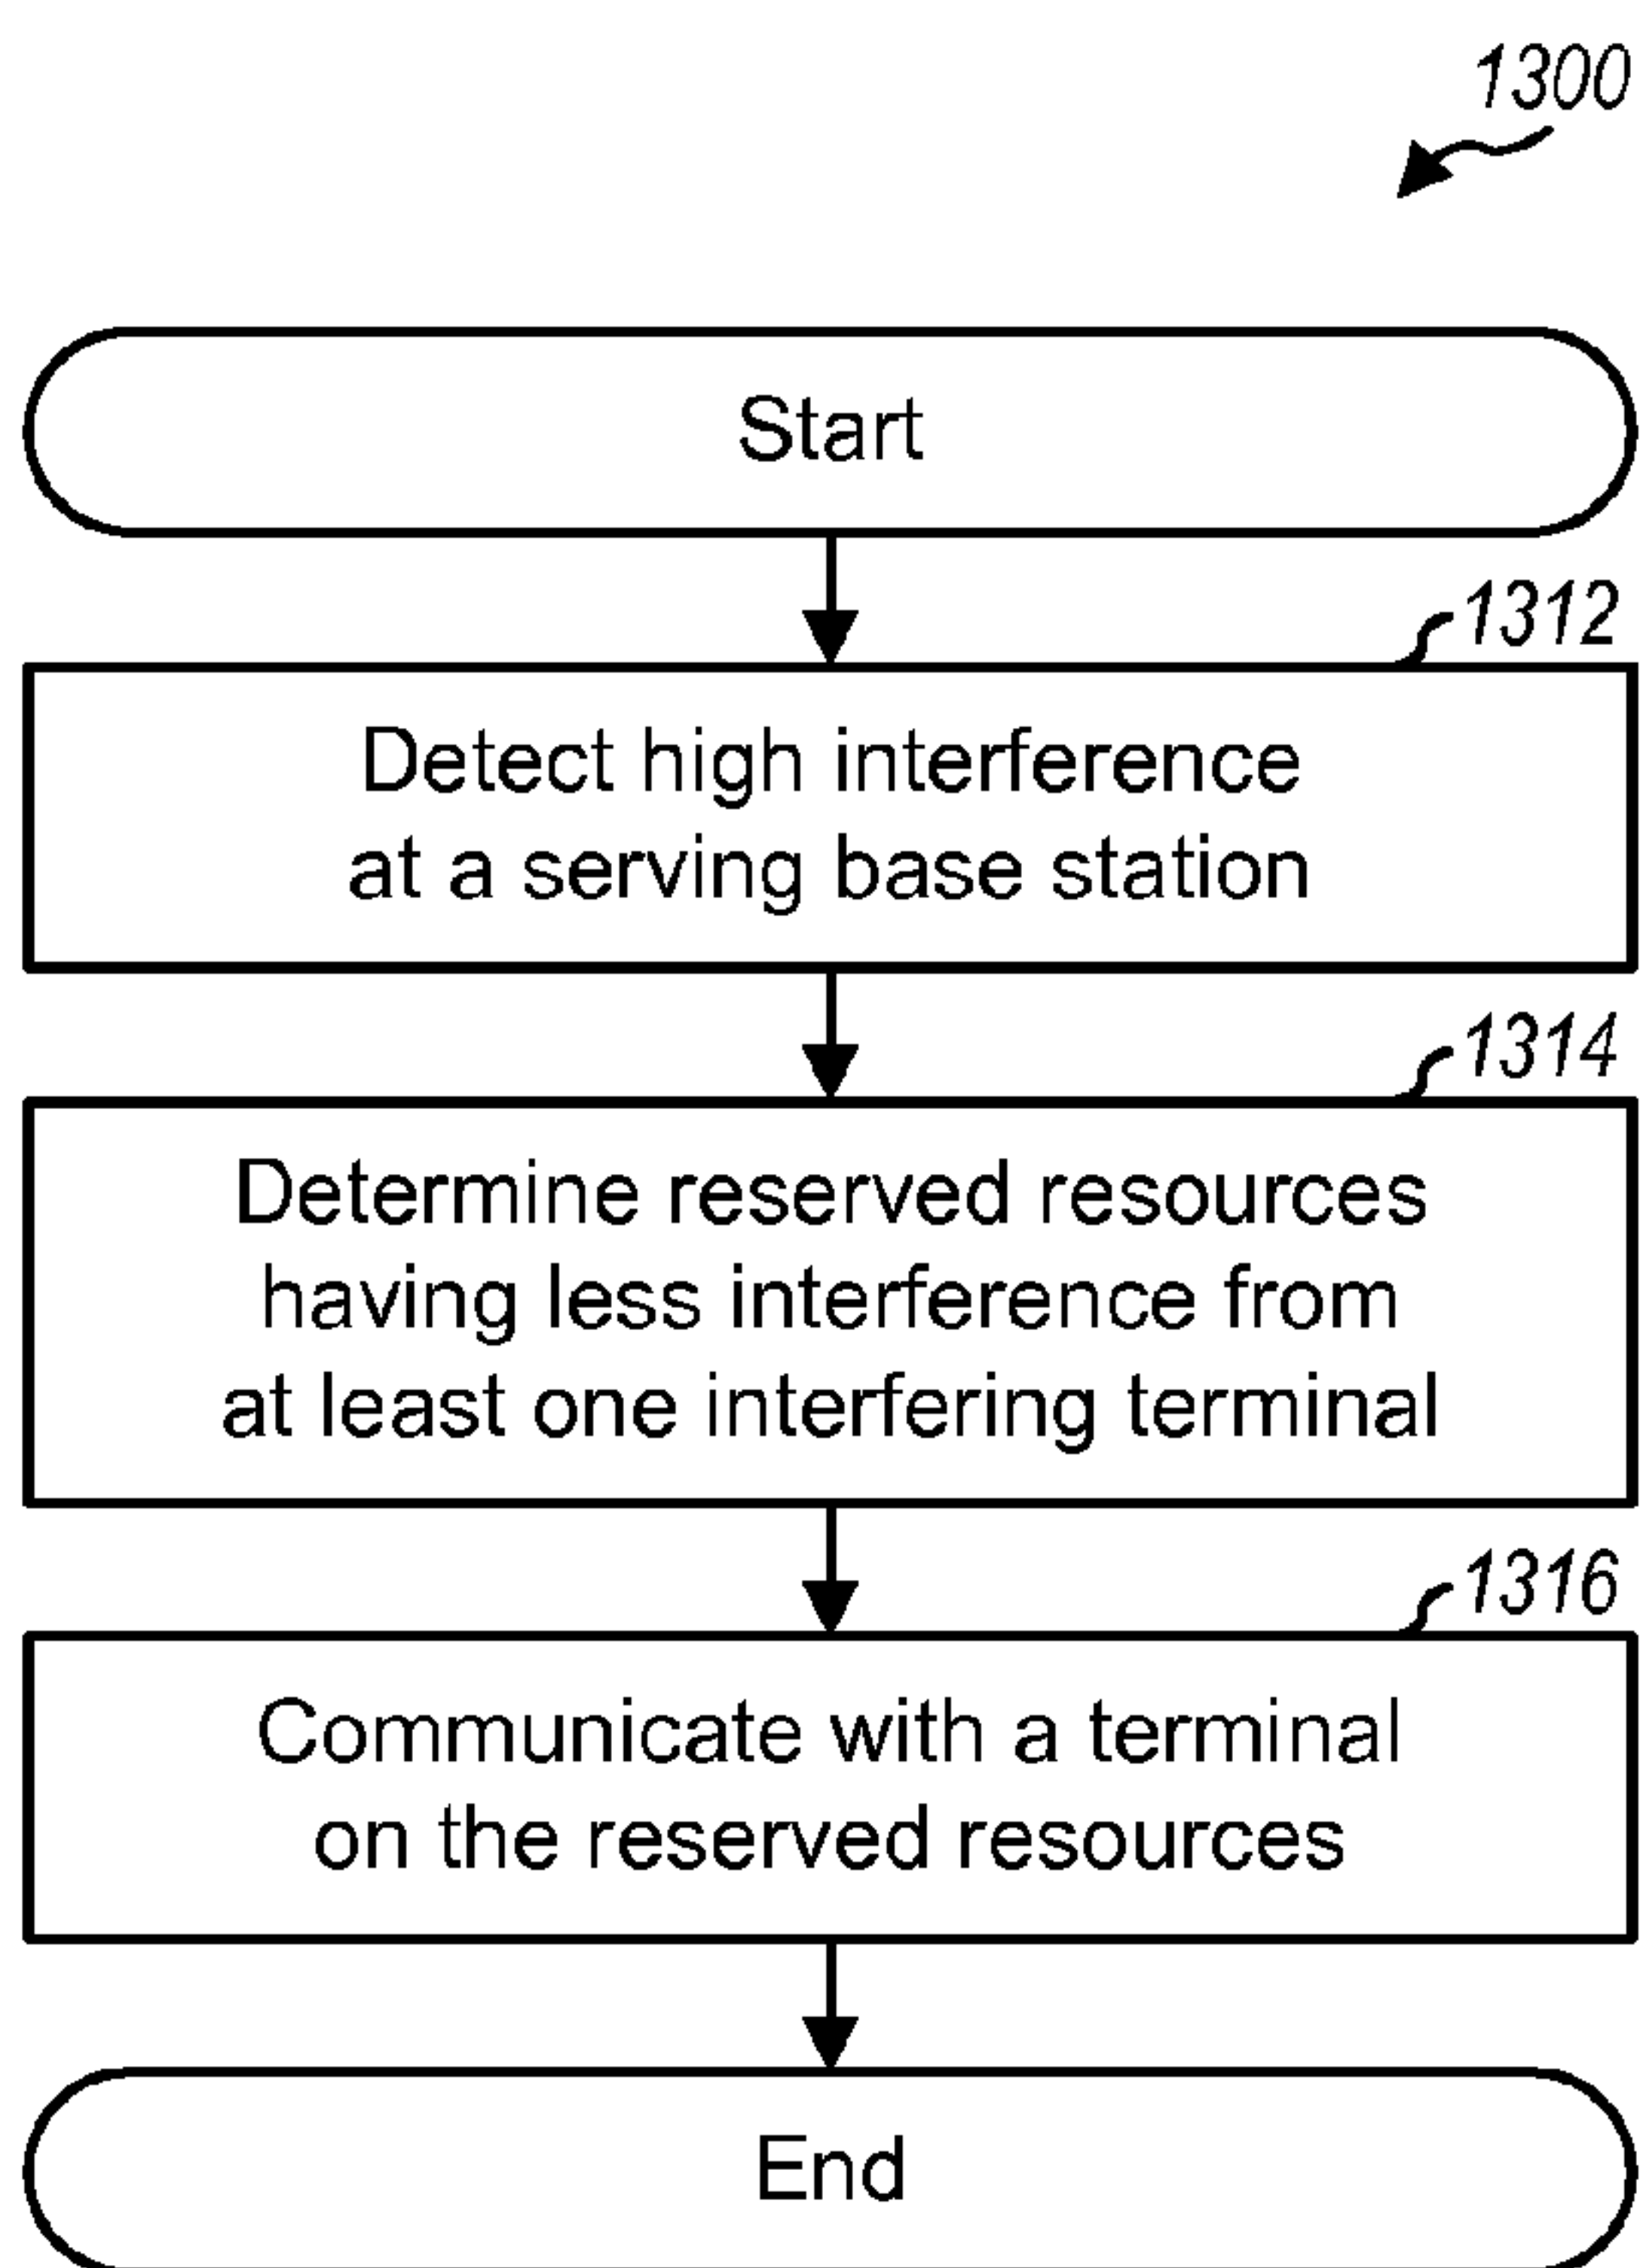 1300
Start
1312
Detect high interference
at a serving base station
1314
Determine reserved resources
having less interference from
at least one interfering terminal
1316
Communicate with a terminal
on the reserved resources
End